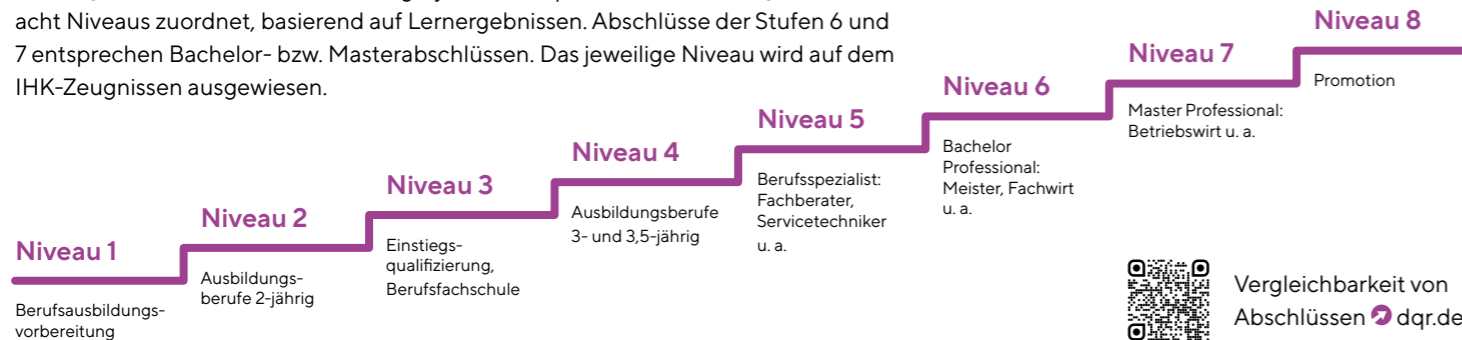 acht Niveaus zuordnet, basierend auf Lernergebnissen. Abschlüsse der Stufen 6 und
7 entsprechen Bachelor- bzw. Masterabschlüssen. Das jeweilige Niveau wird auf dem
IHK-Zeugnissen ausgewiesen.
Niveau 1
Berufsausbildungs-
vorbereitung
Niveau 2
Ausbildungs-
berufe 2-jährig
Niveau 3
Einstiegs-
qualifizierung,
Berufsfachschule
Niveau 4
Ausbildungsberufe
3- und 3,5-jährig
Niveau 5
Berufsspezialist:
Fachberater,
Servicetechniker
u. a.
Niveau 6
Bachelor
Professional:
Meister, Fachwirt
u. a.
Niveau 7
Master Professional:
Betriebswirt u. a.
Niveau 8
Promotion
Vergleichbarkeit von
Abschlüssen dqr.de